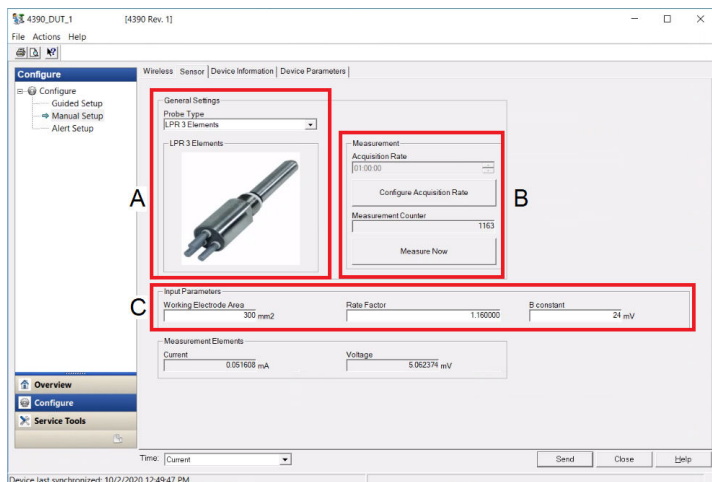 4390_DUT_1 [4390 Rev. 1]
File Actions Help
Configure
Configure
Guided Setup
Manual Setup
Alert Setup
Overview
Configure
Service Tools
Wireless Sensor Device Information Device Parameters
General Settings
Probe Type
LPR 3 Elements
LPR 3 Elements
A
Measurement
Acquisition Rate
01:00:00
Configure Acquisition Rate
Measurement Counter
1163
Measure Now
B
C
Input Parameters
Working Electrode Area Rate Factor B constant
300 mm2 1.160000 24 mV
Measurement Elements
Current Voltage
0.051608 mA 5.062374 mV
Time: Current Send Close Help
Device last synchronized: 10/2/2020 12:49:47 PM